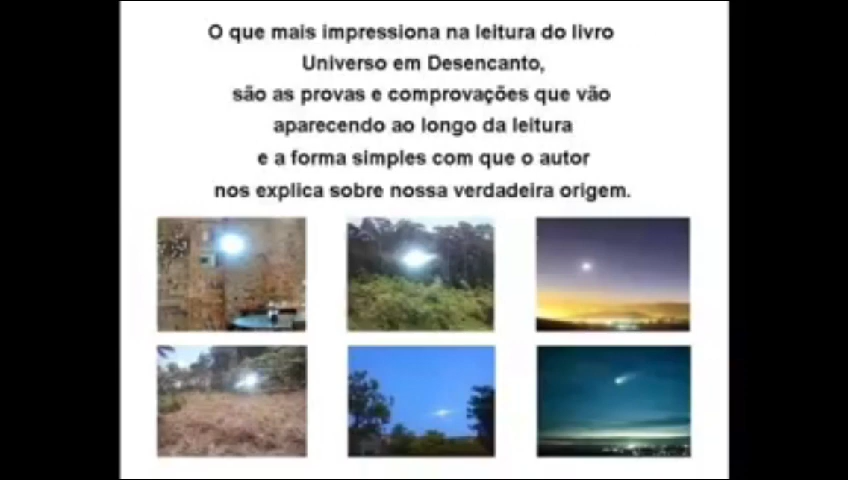 O que mais impressiona na leitura do livro
Universo em Desencanto,
são as provas e comprovações que vão
aparecendo ao longo da leitura
e a forma simples com que o autor
nos explica sobre nossa verdadeira origem.